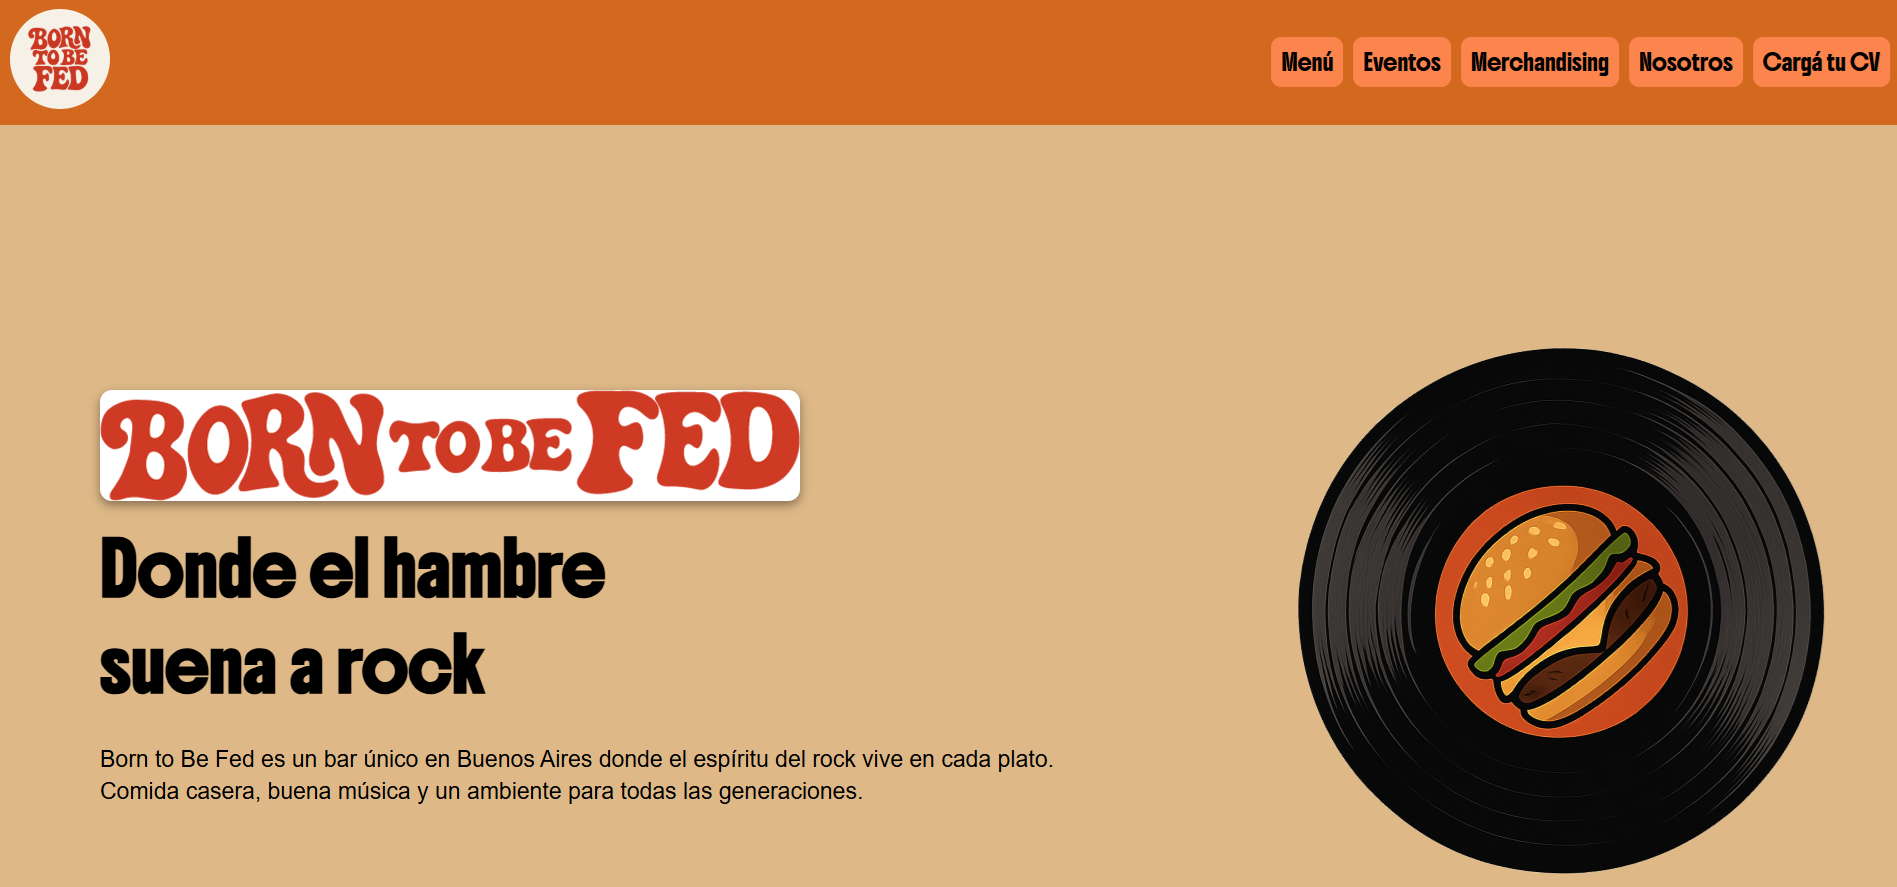 BORN
TO BE
FED
Menú
Eventos
Merchandising
Nosotros
Cargá tu CV
BORN TO BE FED
Donde el hambre
suena a rock
Born to Be Fed es un bar único en Buenos Aires donde el espíritu del rock vive en cada plato.
Comida casera, buena música y un ambiente para todas las generaciones.